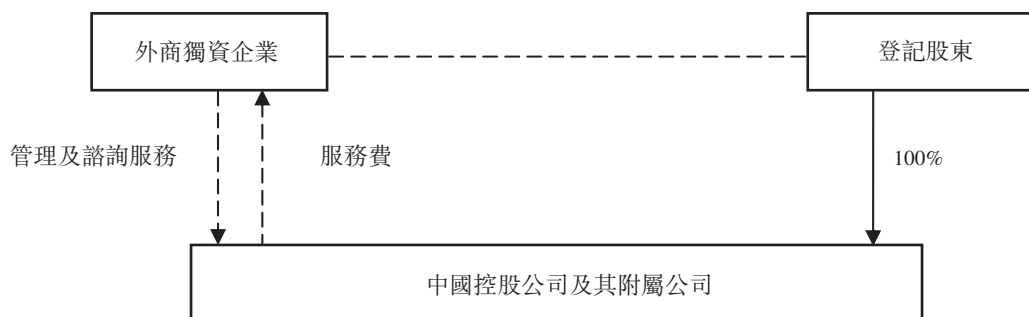 外商獨資企業
登記股東
管理及諮詢服務
服務費
100%
中國控股公司及其附屬公司